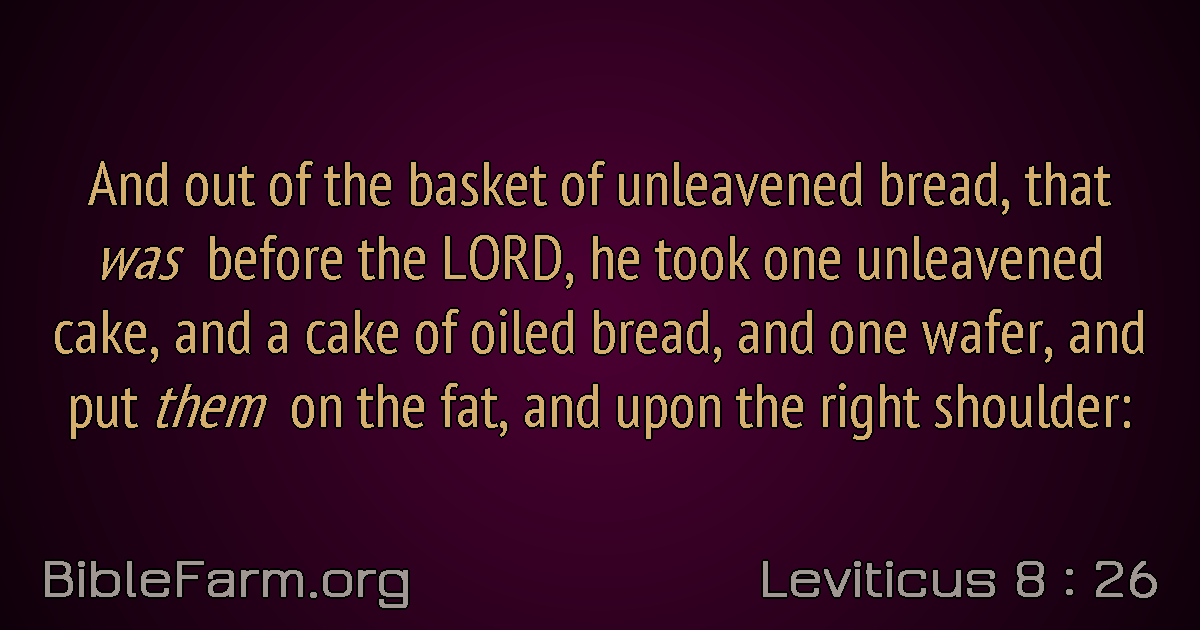 And out of the basket of unleavened bread, that
was before the LORD, he took one unleavened
cake, and a cake of oiled bread, and one wafer, and
put them on the fat, and upon the right shoulder:
BibleFarm.org
Leviticus 8 : 26